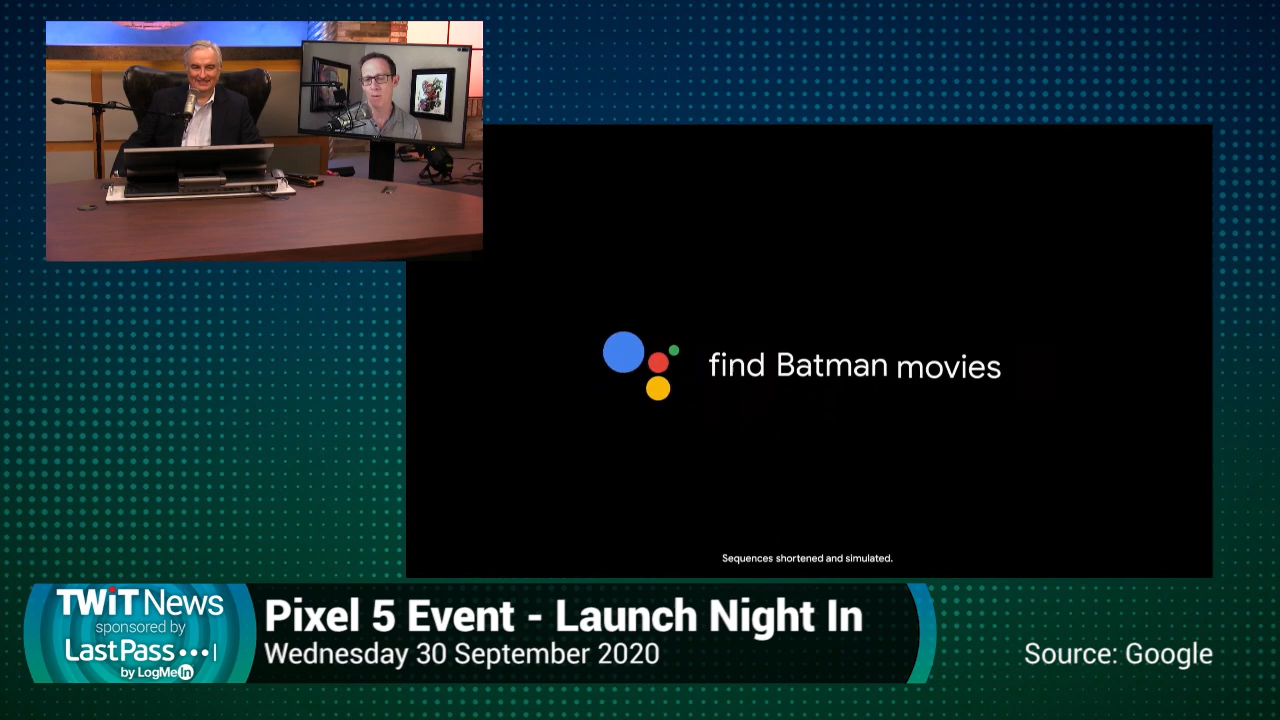 find Batman movies
Sequences shortened and simulated.
TWiT News
sponsored by
LastPass •••|
by LogMeIn
Pixel 5 Event - Launch Night In
Wednesday 30 September 2020
Source: Google